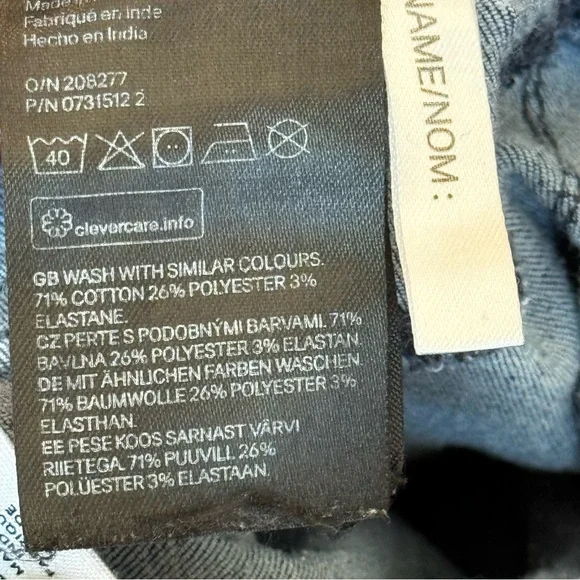 Fabriqué en Inde
Hecho en India
O/N 208277
P/N 0731512 2
40
clevercare.info
GB WASH WITH SIMILAR COLOURS.
71% COTTON 26% POLYESTER 3%
ELASTANE.
CZ PERTE S PODOBNÝMI BARVAMI. 71%
BAVLNA 26% POLYESTER 3% ELASTAN.
DE MIT ÄHNLICHEN FARBEN WASCHEN.
71% BAUMWOLLE 26% POLYESTER 3%
ELASTHAN.
EE PESE KOOS SARNAST VÄRVI
RIIETEGA. 71% PUUVILL 26%
POLÜESTER 3% ELASTAAN.
NAME/NOM: